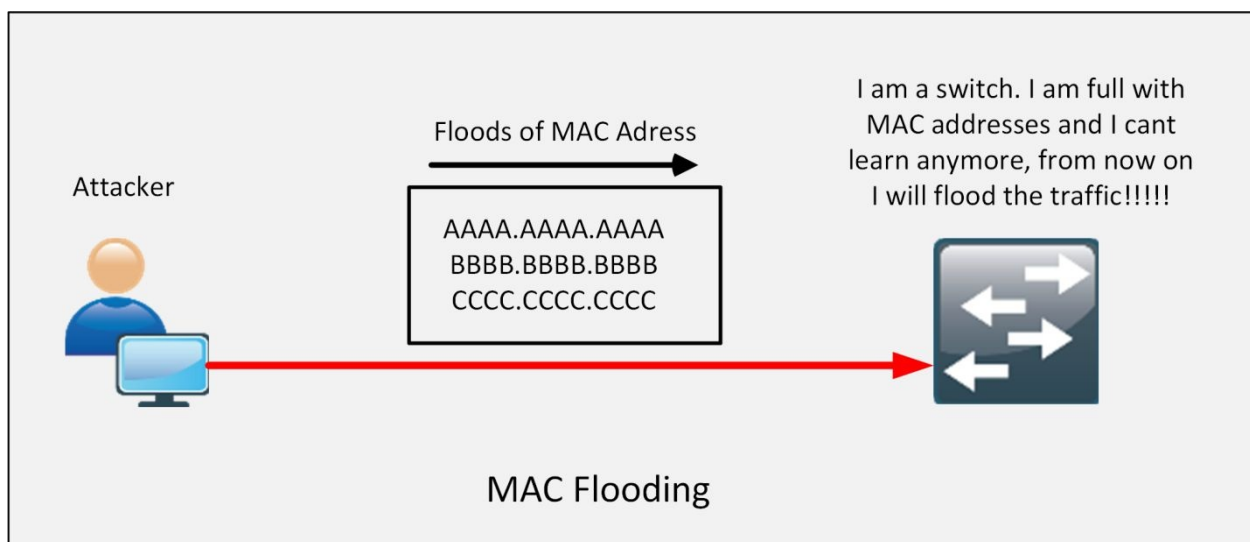 I am a switch. I am full with
MAC addresses and I cant
learn anymore, from now on
I will flood the traffic!!!!!
Floods of MAC Adress
Attacker
AAAA.AAAA.AAAA
BBBB.BBBB.BBBB
CCCC.CCCC.CCCC
MAC Flooding